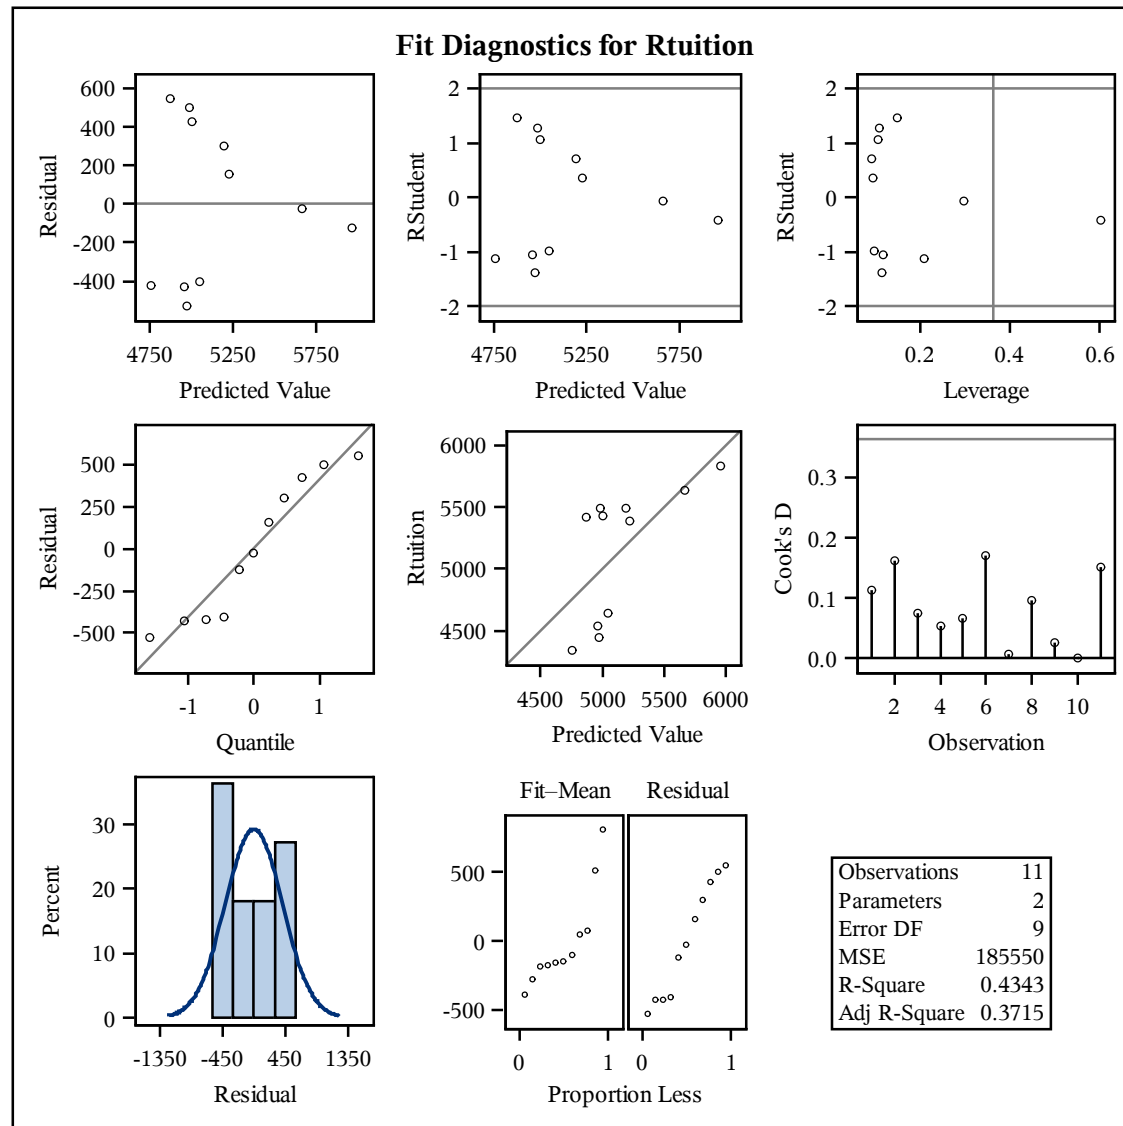 Fit Diagnostics for Rtuition
600
400
200
0
-200
-400
Residual
4750 5250 5750
Predicted Value
2
1
0
-1
-2
RStudent
4750 5250 5750
Predicted Value
2
1
0
-1
-2
RStudent
0.2 0.4 0.6
Leverage
500
250
0
-250
-500
Residual
-1 0 1
Quantile
6000
5500
5000
4500
Rtuition
4500 5000 5500 6000
Predicted Value
0.3
0.2
0.1
0.0
Cook's D
2 4 6 8 10
Observation
30
20
10
0
Percent
-1350 -450 450 1350
Residual
Fit–Mean Residual
500
0
-500
0 1 0 1
Proportion Less
Observations 11
Parameters 2
Error DF 9
MSE 185550
R-Square 0.4343
Adj R-Square 0.3715